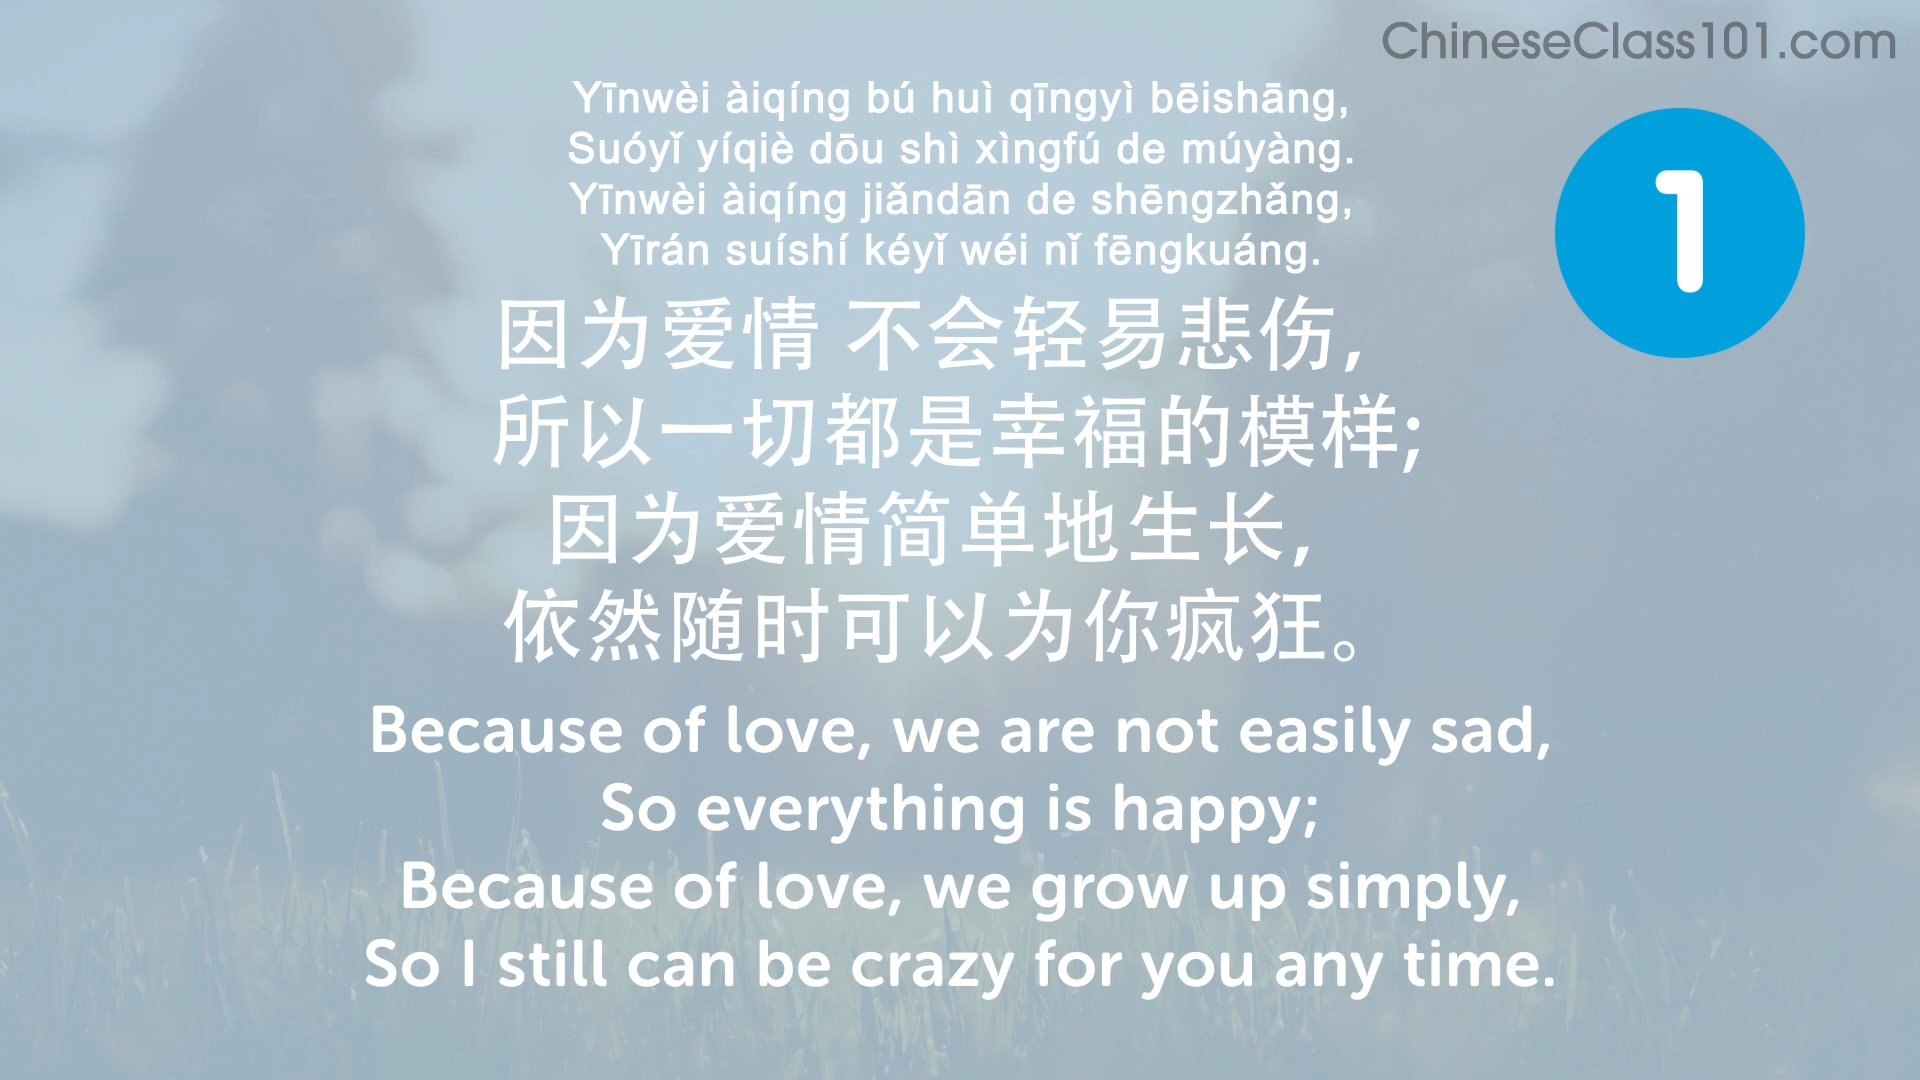 ChineseClass101.com
Yīnwèi àiqíng bú huì qīngyì bēishāng,
Suóyǐ yíqiè dōu shì xìngfú de múyàng.
Yīnwèi àiqíng jiǎndān de shēngzhǎng,
Yīrán suíshí kéyǐ wéi nǐ fēngkuáng.
1
因为爱情 不会轻易悲伤,
所以一切都是幸福的模样;
因为爱情简单地生长,
依然随时可以为你疯狂。
Because of love, we are not easily sad,
So everything is happy;
Because of love, we grow up simply,
So I still can be crazy for you any time.